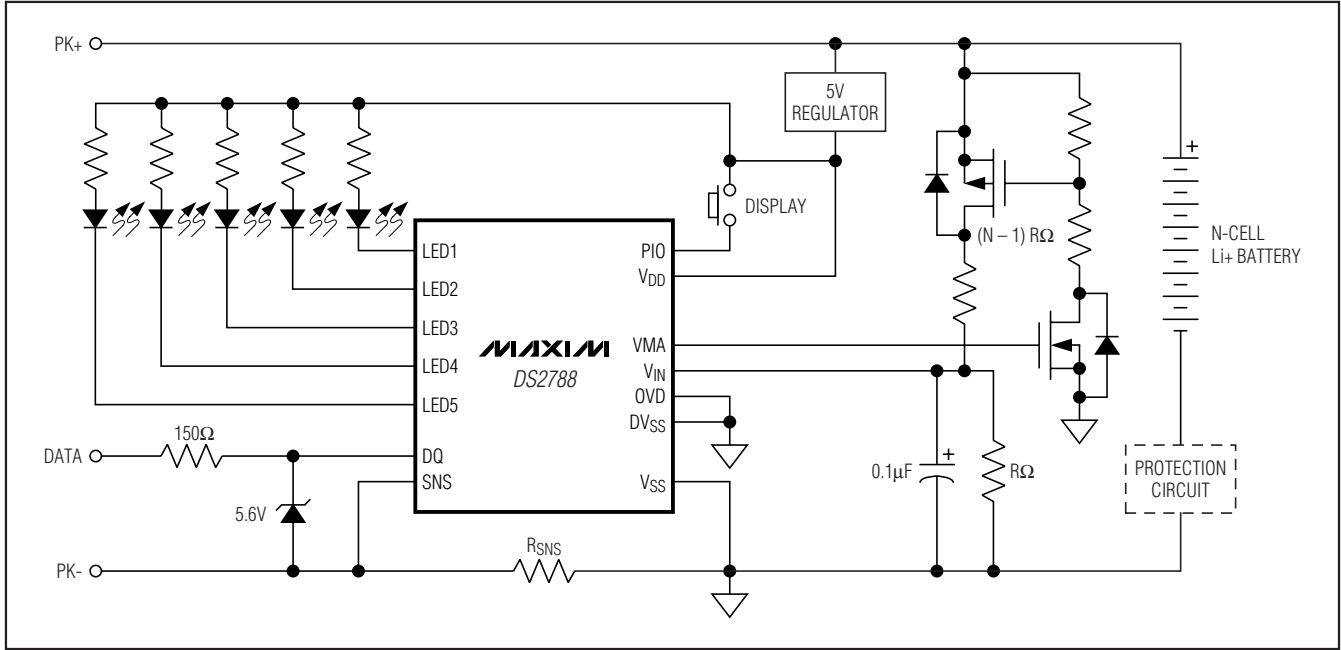 PK+
5V
REGULATOR
DISPLAY
(N – 1) RΩ
N-CELL
Li+ BATTERY
+
LED1
LED2
LED3
LED4
LED5
DQ
SNS
MAXIM
DS2788
PIO
VDD
VMA
VIN
OVD
DVSS
VSS
DATA
150Ω
5.6V
0.1µF
+
RΩ
PROTECTION
CIRCUIT
PK-
RSNS